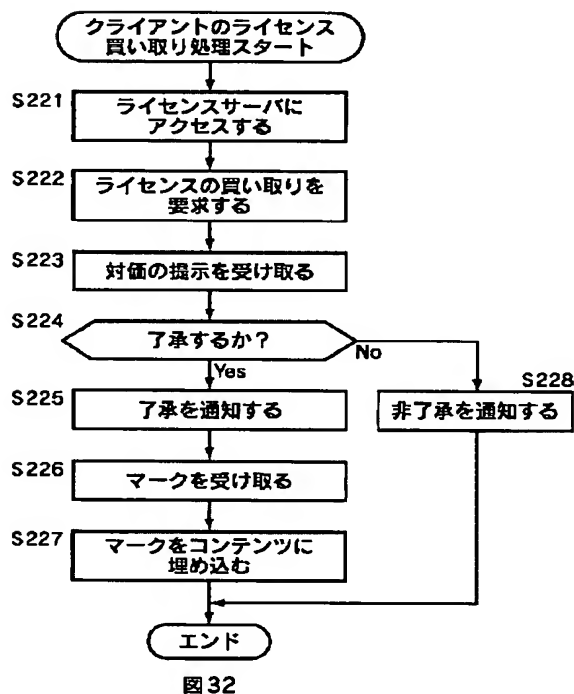 クライアントのライセンス
買い取り処理スタート
S221
ライセンスサーバに
アクセスする
S222
ライセンスの買い取りを
要求する
S223
対価の提示を受け取る
S224
了承するか？
No
Yes
S225
了承を通知する
S228
非了承を通知する
S226
マークを受け取る
S227
マークをコンテンツに
埋め込む
エンド
図32